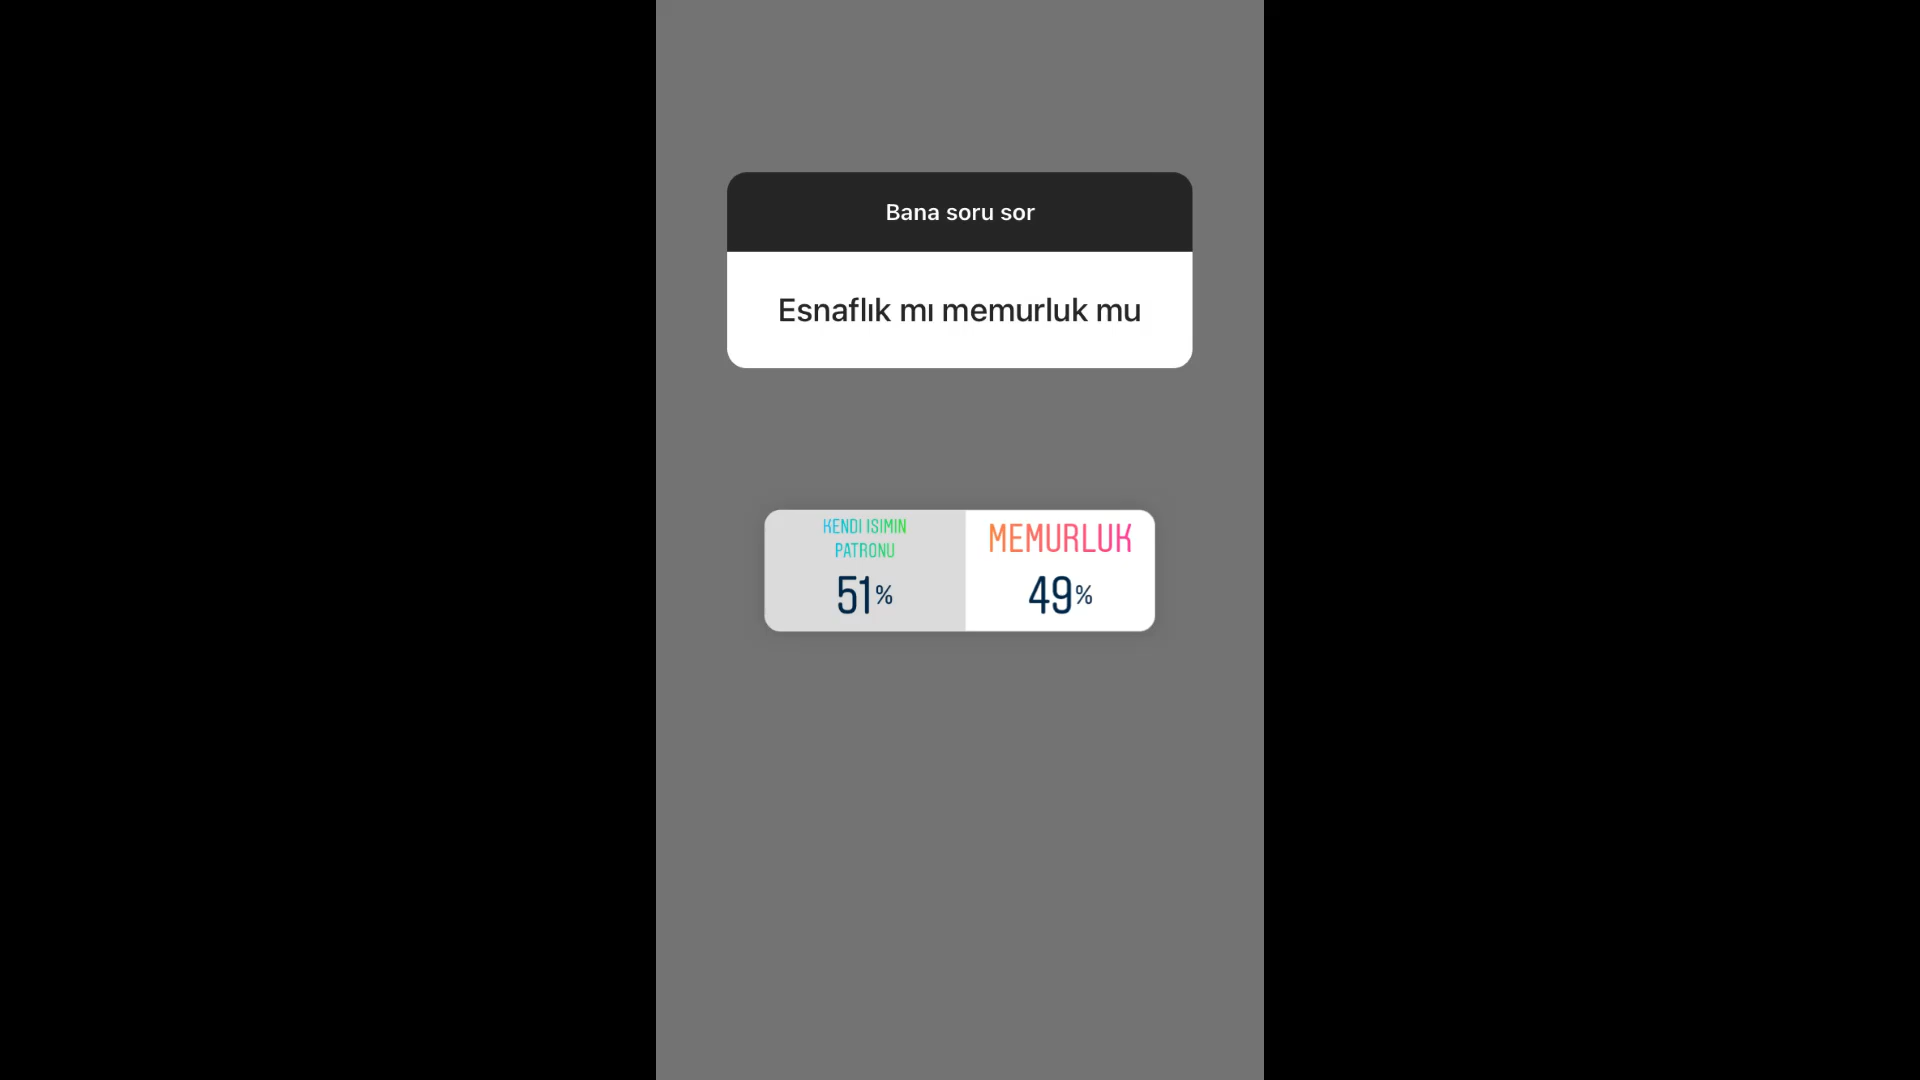 Bana soru sor
Esnaflık mı memurluk mu
KENDI ISIMIN
PATRONU
MEMURLUK
51%
49%